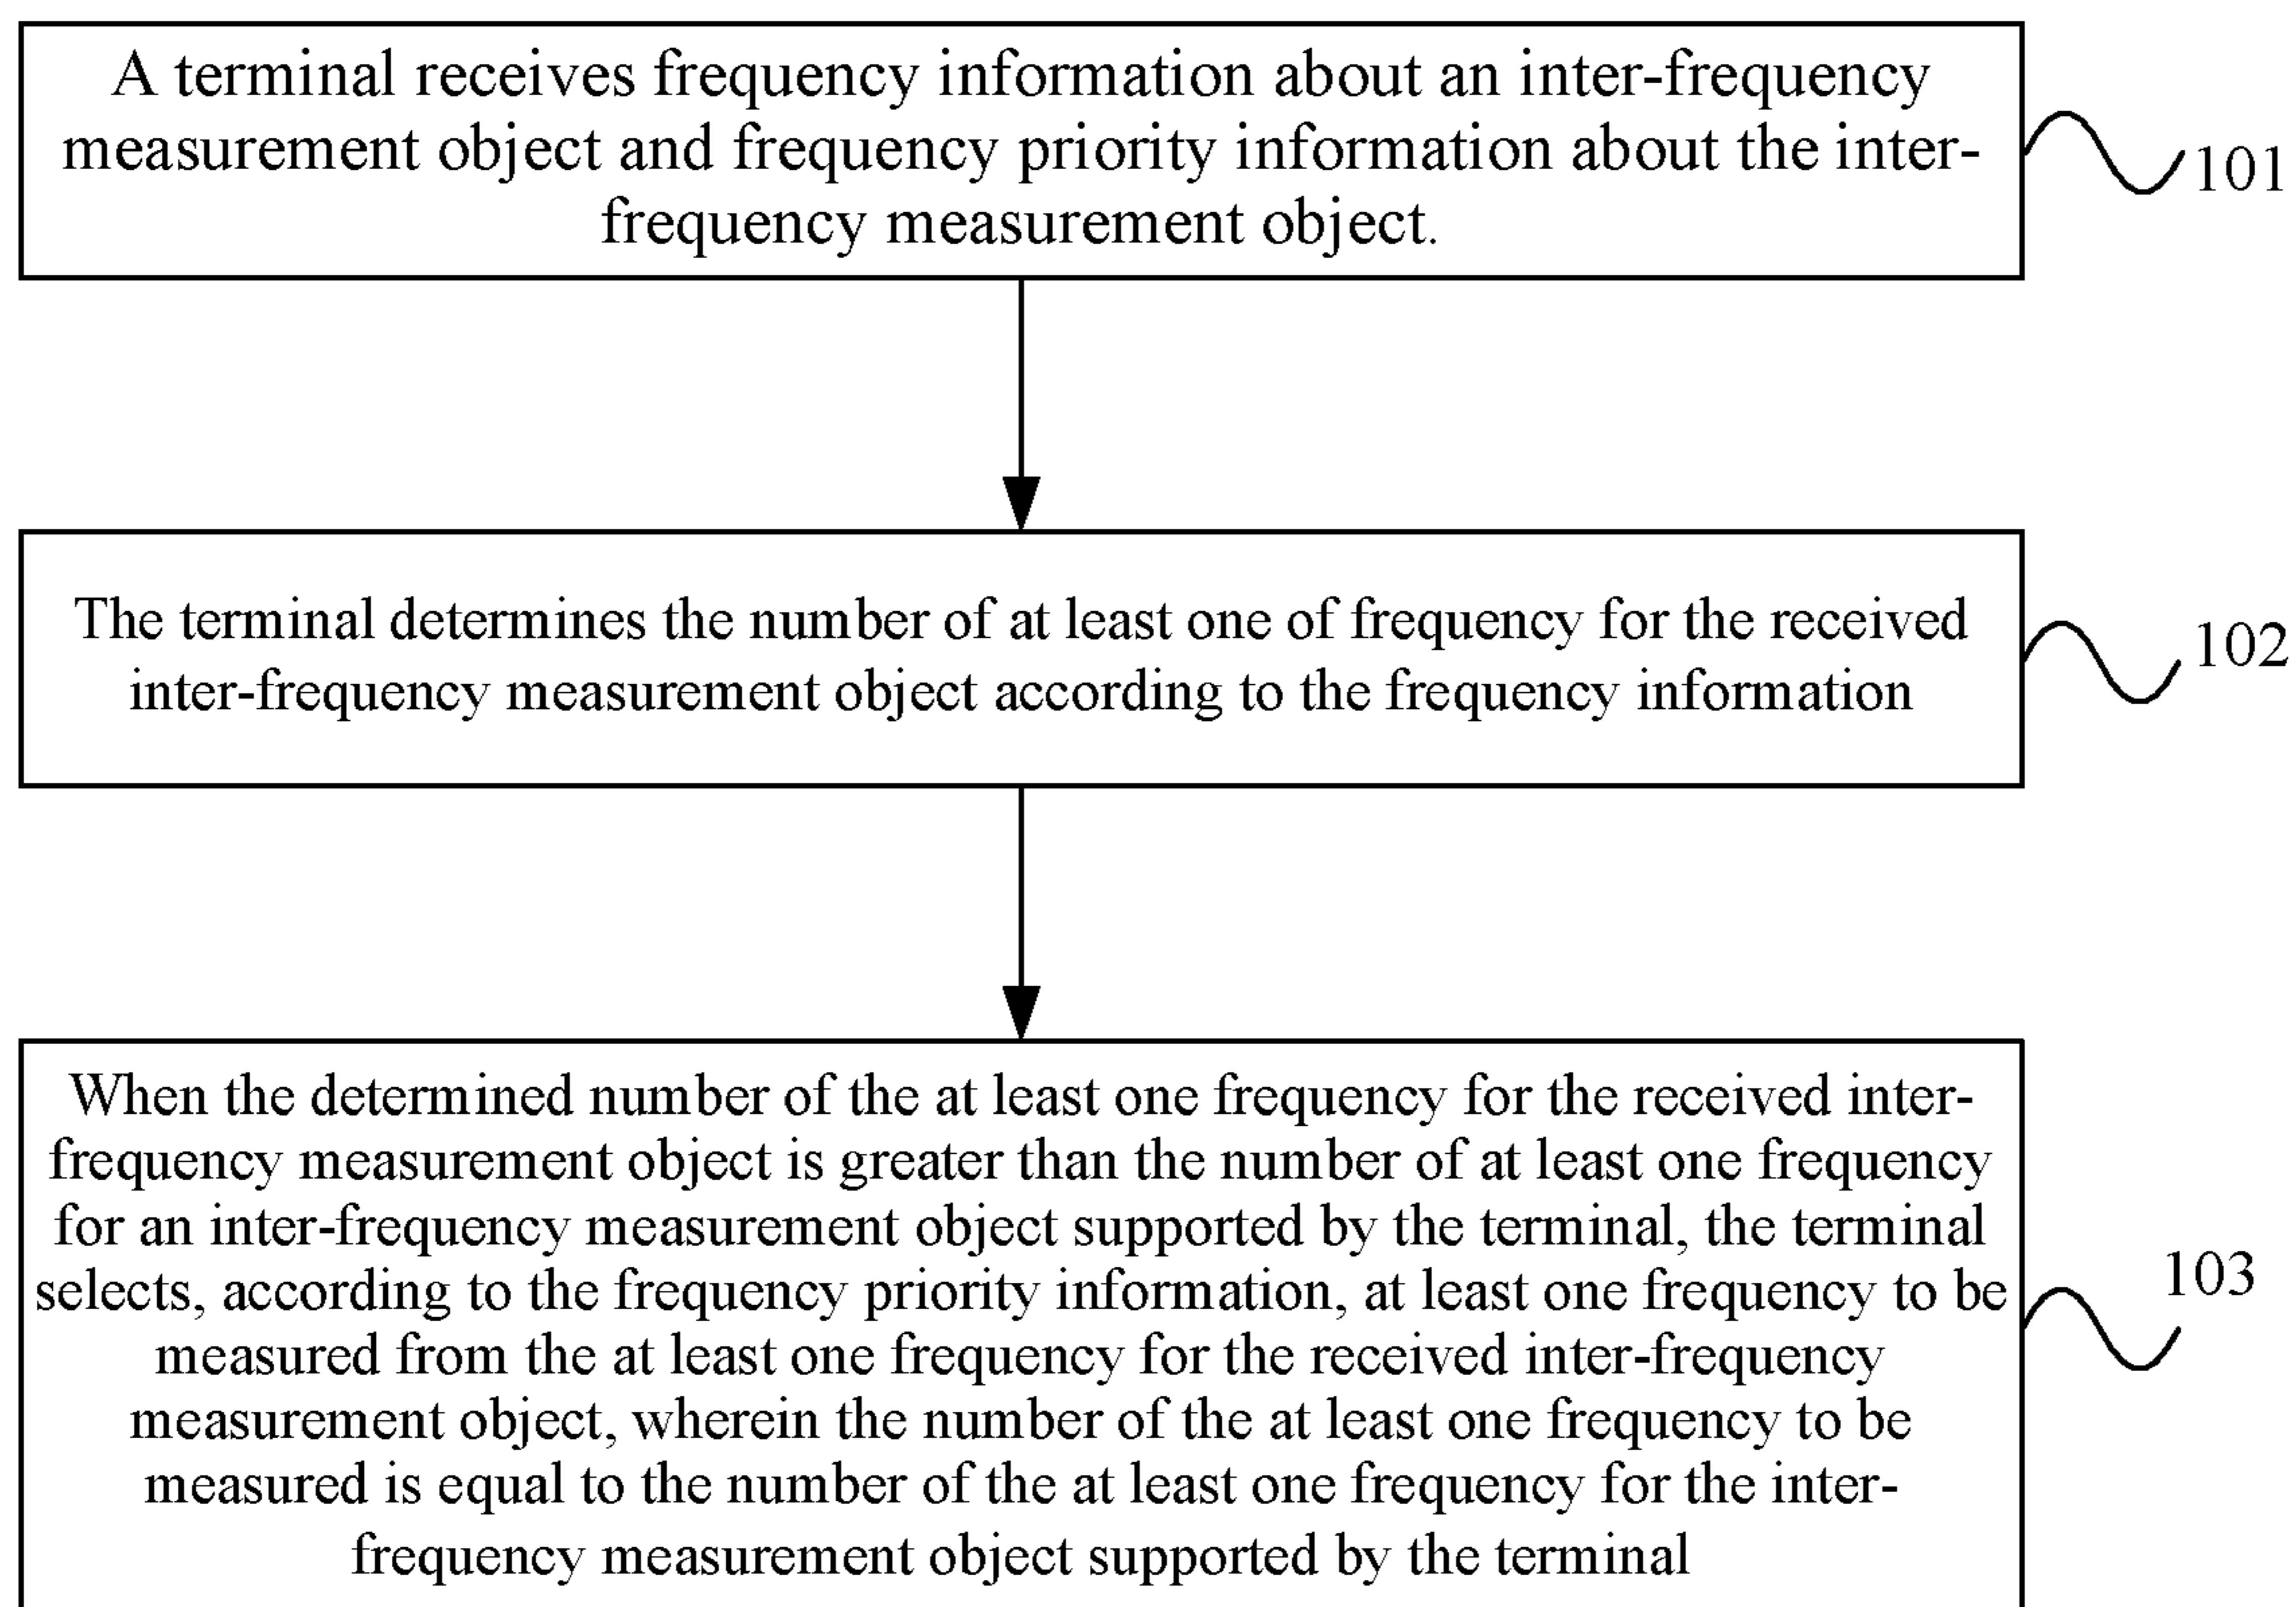 A terminal receives frequency information about an inter-frequency
measurement object and frequency priority information about the inter-
frequency measurement object.
101
The terminal determines the number of at least one of frequency for the received
inter-frequency measurement object according to the frequency information
102
When the determined number of the at least one frequency for the received inter-
frequency measurement object is greater than the number of at least one frequency
for an inter-frequency measurement object supported by the terminal, the terminal
selects, according to the frequency priority information, at least one frequency to be
measured from the at least one frequency for the received inter-frequency
measurement object, wherein the number of the at least one frequency to be
measured is equal to the number of the at least one frequency for the inter-
frequency measurement object supported by the terminal
103